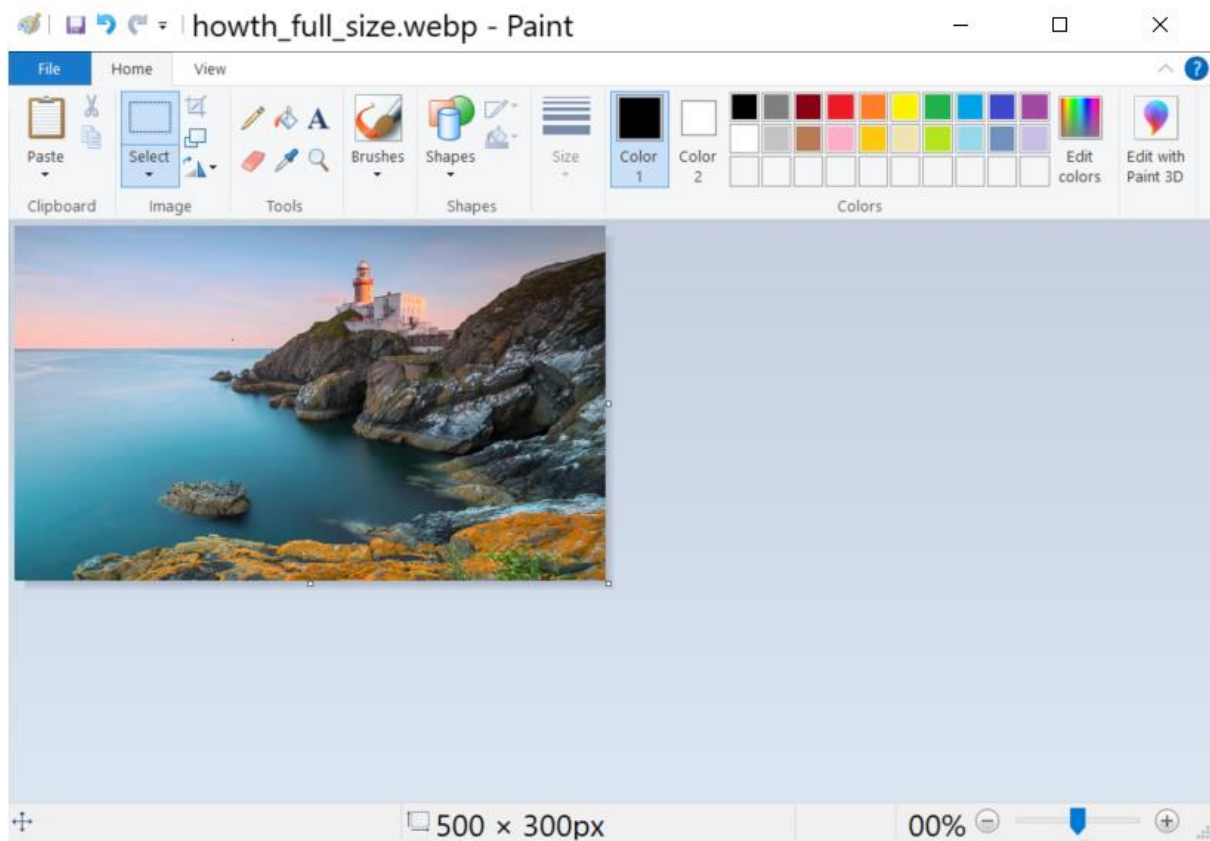 howth_full_size.webp - Paint
File Home View
Paste
Select
A
Brushes
Shapes
Size
Color 1
Color 2
Edit colors
Edit with Paint 3D
Clipboard Image Tools Shapes Colors
500 × 300px
00%